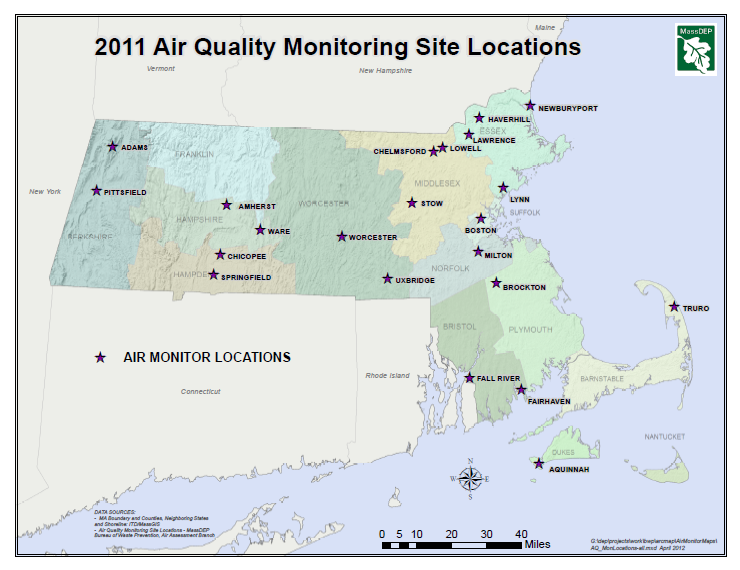 Maine
MassDEP
2011 Air Quality Monitoring Site Locations
Vermont
New Hampshire
NEWBURYPORT
HAVERHILL
ESSEX
LAWRENCE
ADAMS
CHELMSFORD
LOWELL
FRANKLIN
MIDDLESEX
New York
PITTSFIELD
LYNN
AMHERST
WORCESTER
STOW
SUFFOLK
HAMPSHIRE
BOSTON
WARE
WORCESTER
BERKSHIRE
CHICOPEE
MILTON
NORFOLK
HAMPDE
SPRINGFIELD
UXBRIDGE
BROCKTON
TRURO
BRISTOL
PLYMOUTH
AIR MONITOR LOCATIONS
Rhode Island
FALL RIVER
BARNSTABLE
Connecticut
FAIRHAVEN
NANTUCKET
DUKES
N
AQUINNAH
W
E
S
DATA SOURCES:
- MA Boundary and Counties, Neighboring States
and Shoreline: ITD/MassGIS
- Air Quality Monitoring Site Locations - MassDEP
Bureau of Waste Prevention, Air Assessment Branch
0 5 10 20 30 40
Miles
G:\dep\projects\work\bwp\arcmap\AirMonitorMaps\
AQ_MonLocations-all.mxd April 2012